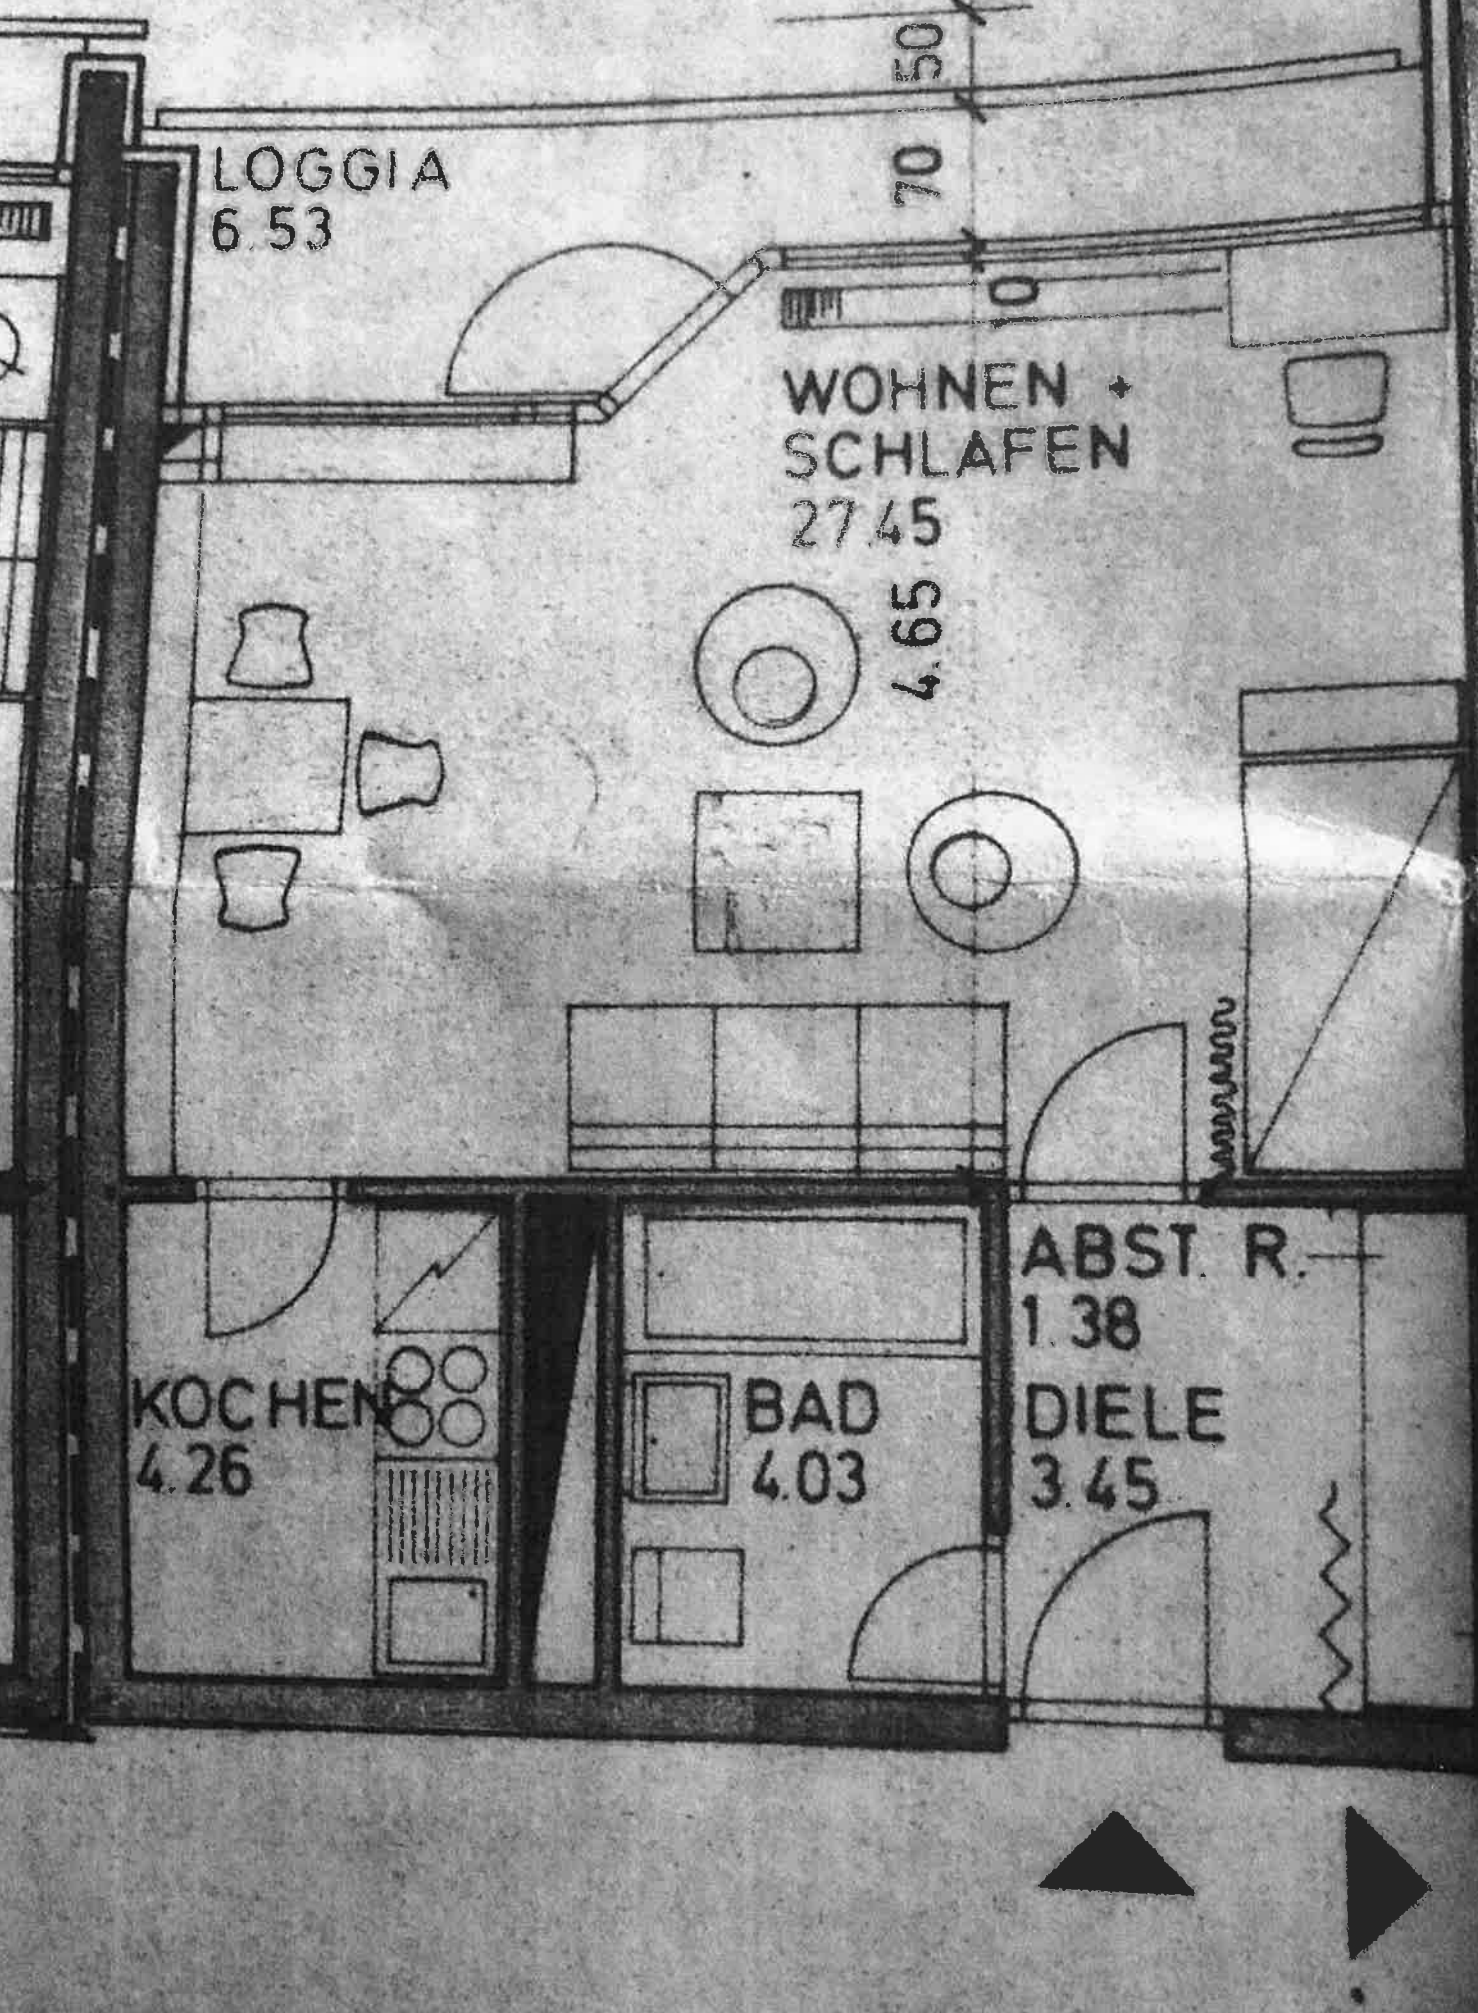 50
70
LOGGIA
6.53
10
WOHNEN +
SCHLAFEN
27.45
4.65
ABST. R.
1.38
KOCHEN
4.26
BAD
4.03
DIELE
3.45